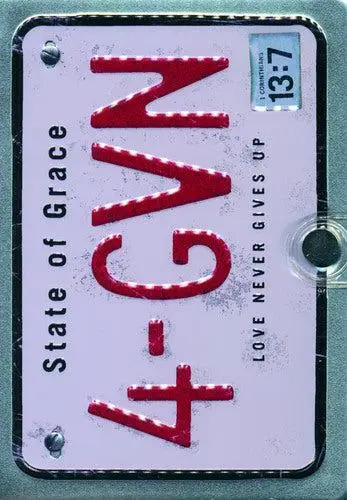 State of Grace
1 CORINTHIANS
13:7
4-GVN
LOVE NEVER GIVES UP